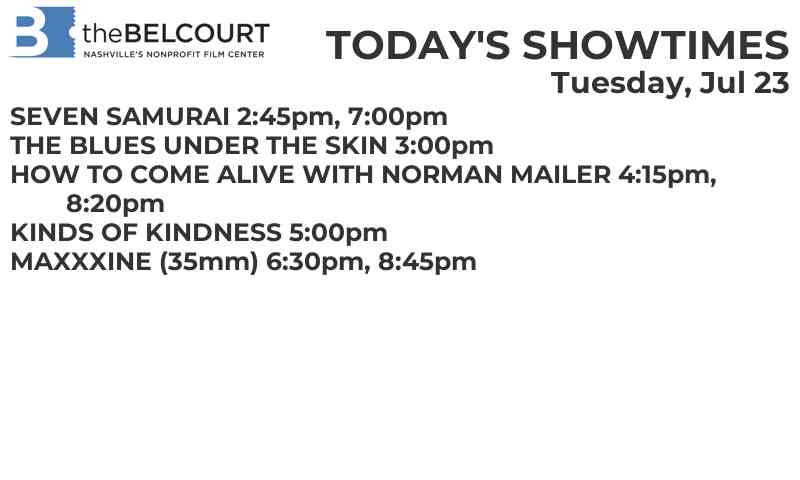 B theBELCOURT
NASHVILLE'S NONPROFIT FILM CENTER
TODAY'S SHOWTIMES
Tuesday, Jul 23
SEVEN SAMURAI 2:45pm, 7:00pm
THE BLUES UNDER THE SKIN 3:00pm
HOW TO COME ALIVE WITH NORMAN MAILER 4:15pm,
8:20pm
KINDS OF KINDNESS 5:00pm
MAXXXINE (35mm) 6:30pm, 8:45pm